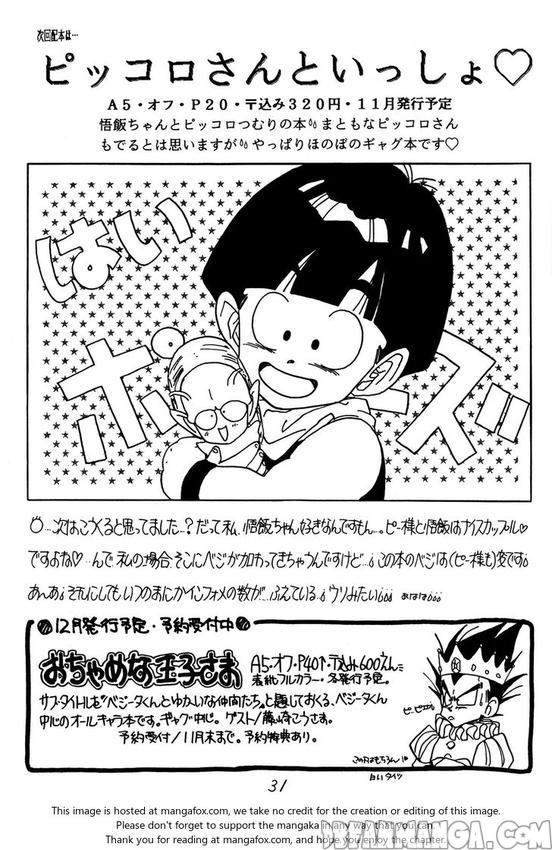 次回配本は…
ピッコロさんといっしょ♡
A5・オフ・P20・〒込み320円・11月発行予定
悟飯ちゃんとピッコロつむりの本 まともなピッコロさん
もでるとは思いますが やっぱりほのぼのギャグ本です♡
はい
ポーズ!!
…次はこうくると思ってました…?だって私、悟飯ちゃん好きなんですもん…。ピー様と悟飯はナイスカップル♡
ですよね♡…んで私の場合、そこにベジが加わってきちゃうんですけど… この本のベジは(ピー様も)変です
あんあ それにしてもいつのまにかインフォメの数が…ふえている ウリみたい あはは
12月発行予定・予約受付中
おちゃめな王子さま
A5・オフ・P40↑・〒込み600えん
表紙フルカラー・冬発行予定。
サブタイトルを『ベジータくんとゆかいな仲間たち。』と題しておくる、ベジータくん
中心のオールキャラ本です。ギャグ中心。ゲスト/藤崎こうさま。
予約受付/11月末まで。予約特典あり。
この下はもちろん
白いタイツ
31
This image is hosted at mangafox.com, we take no credit for the creation or editing of this image.
Please don't forget to support the mangaka in any way that you can.
Thank you for reading at mangafox.com, and hope you enjoy the chapter.
READMANGA.COM